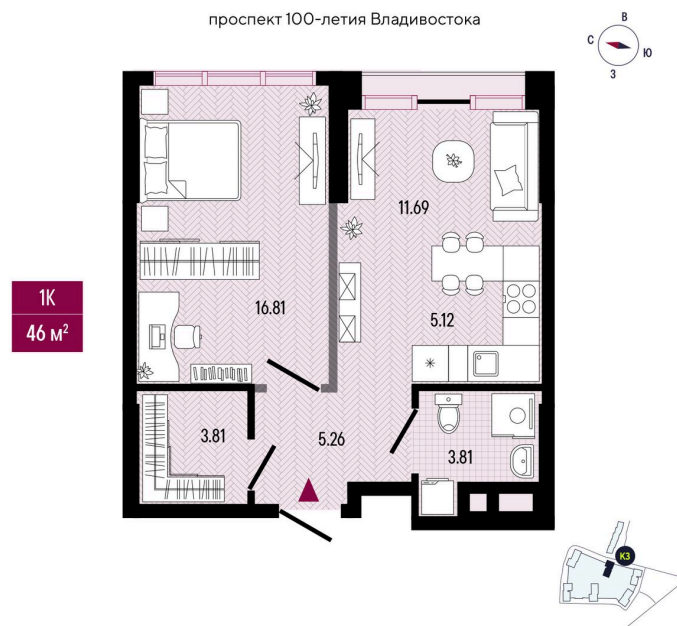 проспект 100-летия Владивостока
В
С
Ю
З
11.69
1К
46 м²
16.81
5.12
3.81
5.26
3.81
К3